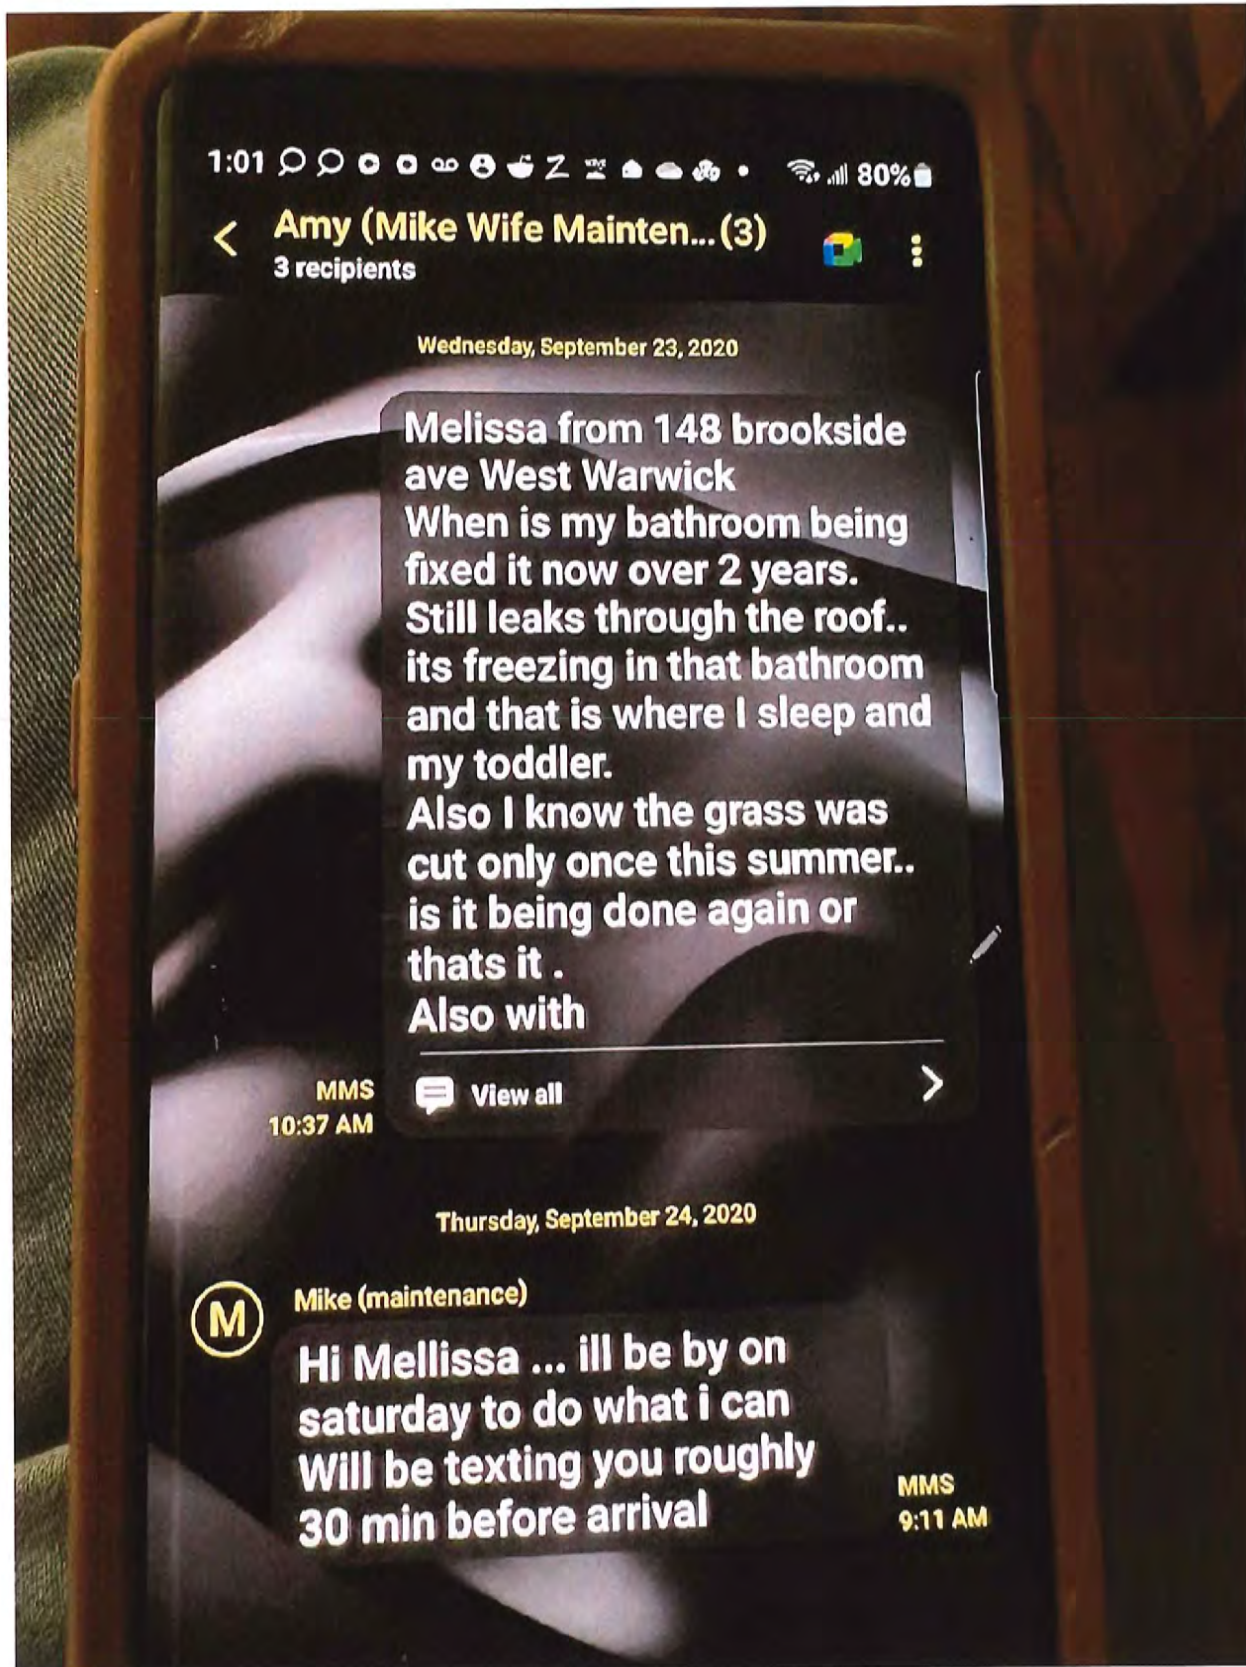 1:01 80%
Amy (Mike Wife Mainten... (3)
3 recipients
Wednesday, September 23, 2020
Melissa from 148 brookside
ave West Warwick
When is my bathroom being
fixed it now over 2 years.
Still leaks through the roof..
its freezing in that bathroom
and that is where I sleep and
my toddler.
Also I know the grass was
cut only once this summer..
is it being done again or
thats it .
Also with
View all
MMS
10:37 AM
Thursday, September 24, 2020
M
Mike (maintenance)
Hi Mellissa ... ill be by on
saturday to do what i can
Will be texting you roughly
30 min before arrival
MMS
9:11 AM